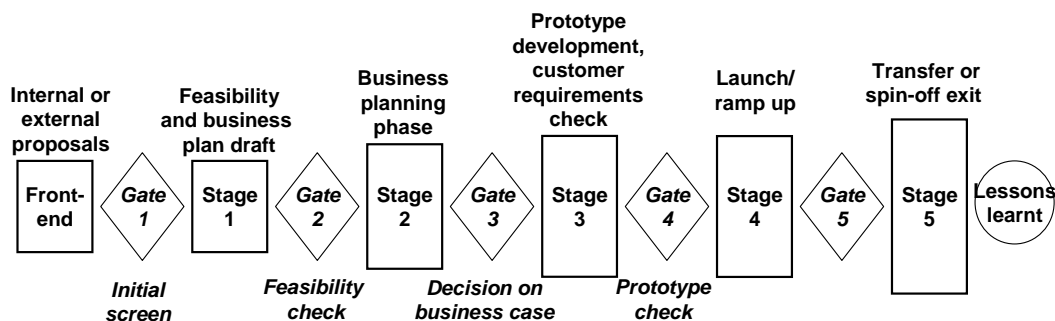 Internal or
external
proposals
Feasibility
and business
plan draft
Business
planning
phase
Prototype
development,
customer
requirements
check
Launch/
ramp up
Transfer or
spin-off exit
Front-
end
Gate
1
Stage
1
Gate
2
Stage
2
Gate
3
Stage
3
Gate
4
Stage
4
Gate
5
Stage
5
Lessons
learnt
Initial
screen
Feasibility
check
Decision on
business case
Prototype
check